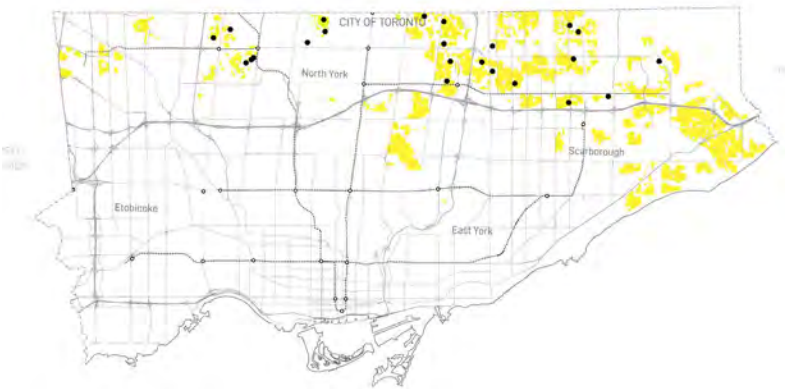 CITY OF TORONTO
North York
Scarborough
Etobicoke
East York